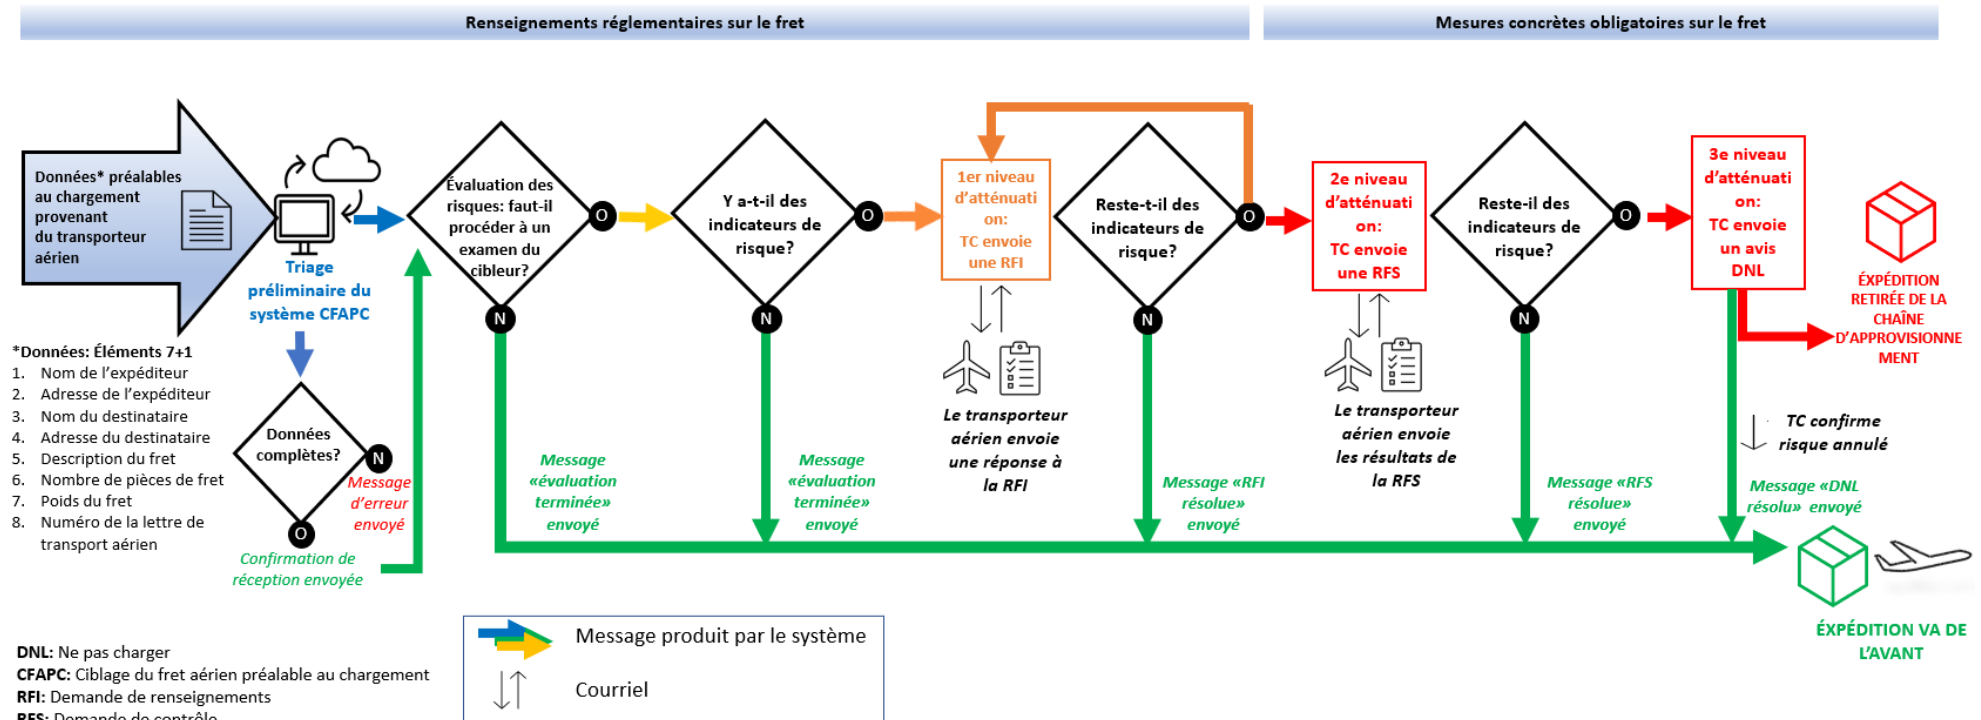 Renseignements réglementaires sur le fret
Mesures concrètes obligatoires sur le fret
Données* préalables
au chargement
provenant
du transporteur
aérien
Triage
préliminaire du
système CFAPC
Évaluation des
risques: faut-il
procéder à un
examen du
cibleur?
O
N
Y a-t-il des
indicateurs de
risque?
O
N
1er niveau
d'atténuati
on:
TC envoie
une RFI
Reste-t-il des
indicateurs de
risque?
O
N
2e niveau
d'atténuati
on:
TC envoie
une RFS
Reste-il des
indicateurs de
risque?
O
N
3e niveau
d'atténuati
on:
TC envoie
un avis
DNL
ÉXPÉDITION
RETIRÉE DE LA
CHAÎNE
D'APPROVISIONNE
MENT
*Données: Éléments 7+1
1. Nom de l'expéditeur
2. Adresse de l'expéditeur
3. Nom du destinataire
4. Adresse du destinataire
5. Description du fret
6. Nombre de pièces de fret
7. Poids du fret
8. Numéro de la lettre de
transport aérien
Données
complètes?
N
Message
d'erreur
envoyé
O
Confirmation de
réception envoyée
Message
«évaluation
terminée»
envoyé
Message
«évaluation
terminée»
envoyé
Le transporteur
aérien envoie
une réponse à
la RFI
Message «RFI
résolue»
envoyé
Le transporteur
aérien envoie
les résultats de
la RFS
Message «RFS
résolue»
envoyé
TC confirme
risque annulé
Message «DNL
résolu» envoyé
ÉXPÉDITION VA DE
L'AVANT
DNL: Ne pas charger
CFAPC: Ciblage du fret aérien préalable au chargement
RFI: Demande de renseignements
RFS: Demande de contrôle
Message produit par le système
Courriel